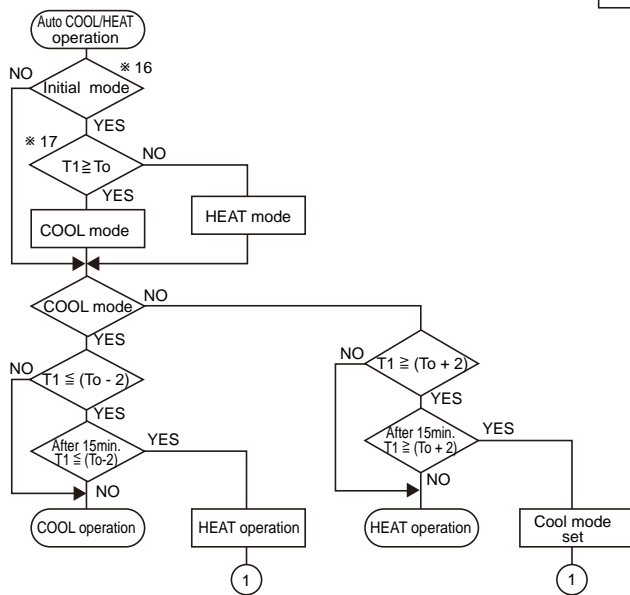 Auto COOL/HEAT
operation
※ 16
NO
Initial mode
YES
※ 17
NO
T1≧To
YES
COOL mode
HEAT mode
COOL mode
NO
YES
NO
T1 ≦ (To - 2)
YES
After 15min.
T1 ≦ (To-2)
YES
NO
COOL operation
HEAT operation
1
NO
T1 ≧ (To + 2)
YES
After 15min.
T1 ≧ (To + 2)
YES
NO
HEAT operation
Cool mode
set
1